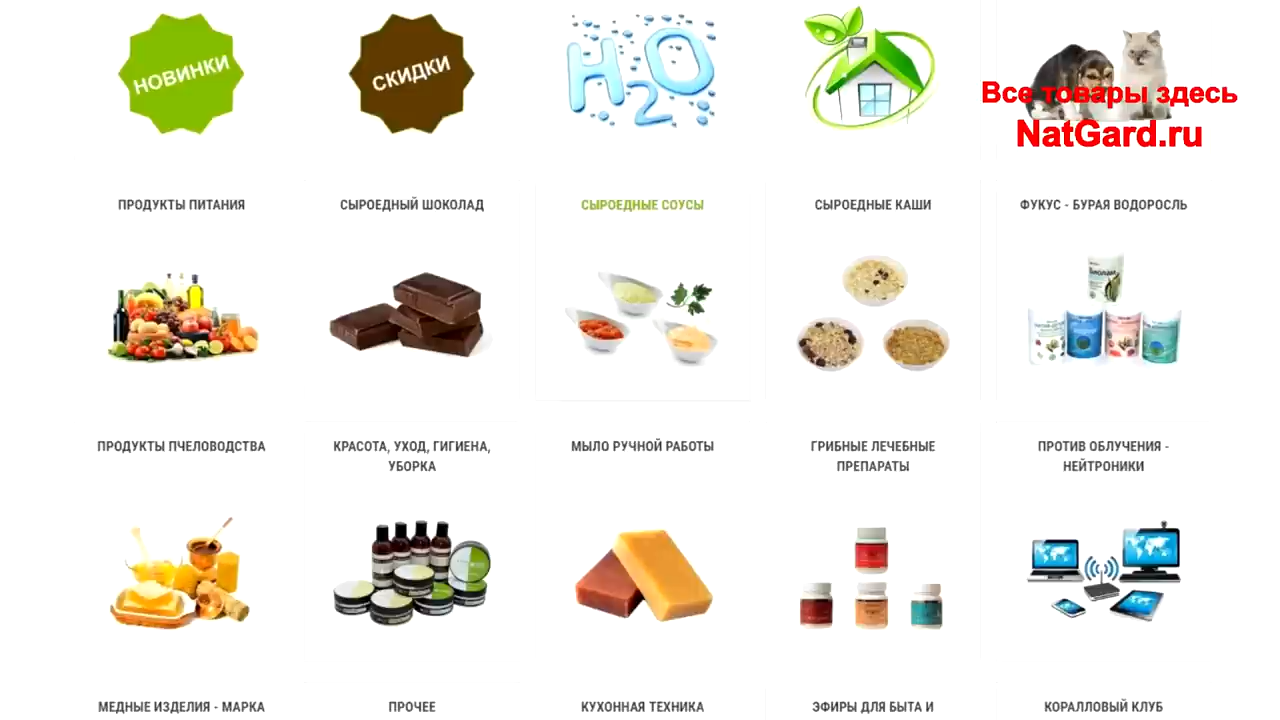 НОВИНКИ
СКИДКИ
H2O
Все товары здесь
NatGard.ru
ПРОДУКТЫ ПИТАНИЯ
СЫРОЕДНЫЙ ШОКОЛАД
СЫРОЕДНЫЕ СОУСЫ
СЫРОЕДНЫЕ КАШИ
ФУКУС - БУРАЯ ВОДОРОСЛЬ
ПРОДУКТЫ ПЧЕЛОВОДСТВА
КРАСОТА, УХОД, ГИГИЕНА,
УБОРКА
МЫЛО РУЧНОЙ РАБОТЫ
ГРИБНЫЕ ЛЕЧЕБНЫЕ
ПРЕПАРАТЫ
ПРОТИВ ОБЛУЧЕНИЯ -
НЕЙТРОНИКИ
МЕДНЫЕ ИЗДЕЛИЯ - МАРКА
ПРОЧЕЕ
КУХОННАЯ ТЕХНИКА
ЭФИРЫ ДЛЯ БЫТА И
КОРАЛЛОВЫЙ КЛУБ